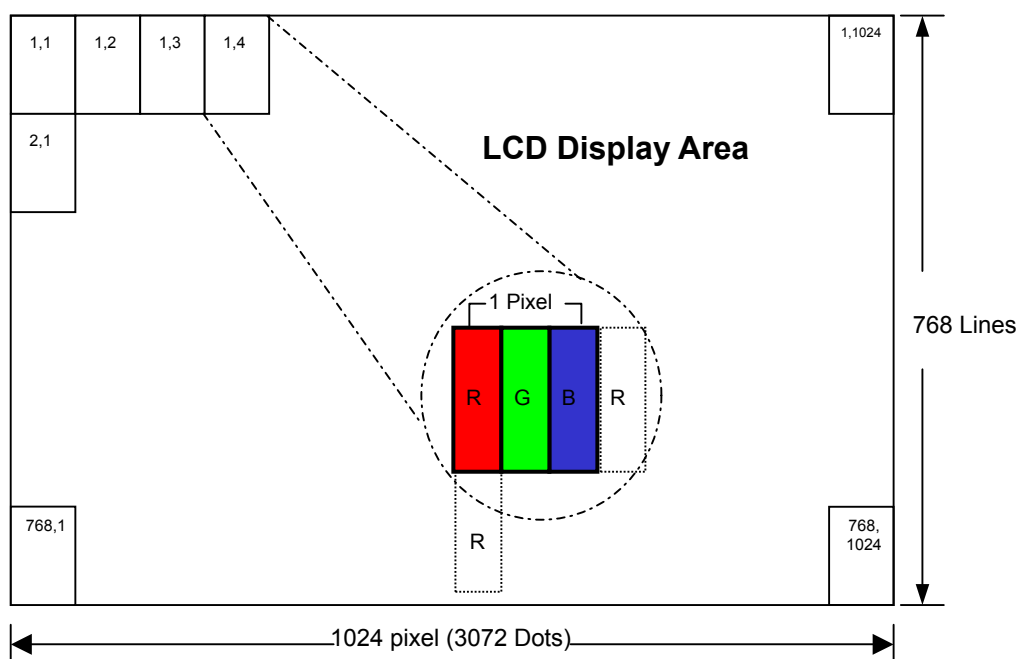 1,1 1,2 1,3 1,4 1,1024
2,1
LCD Display Area
1 Pixel
768 Lines
R G B R
768,1
768,
1024
R
1024 pixel (3072 Dots)